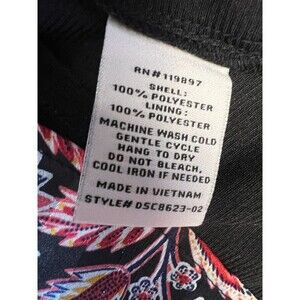 RN#119897
SHELL:
100% POLYESTER
LINING:
100% POLYESTER
MACHINE WASH COLD
GENTLE CYCLE
HANG TO DRY
DO NOT BLEACH,
COOL IRON IF NEEDED
MADE IN VIETNAM
STYLE# DSC8623-02